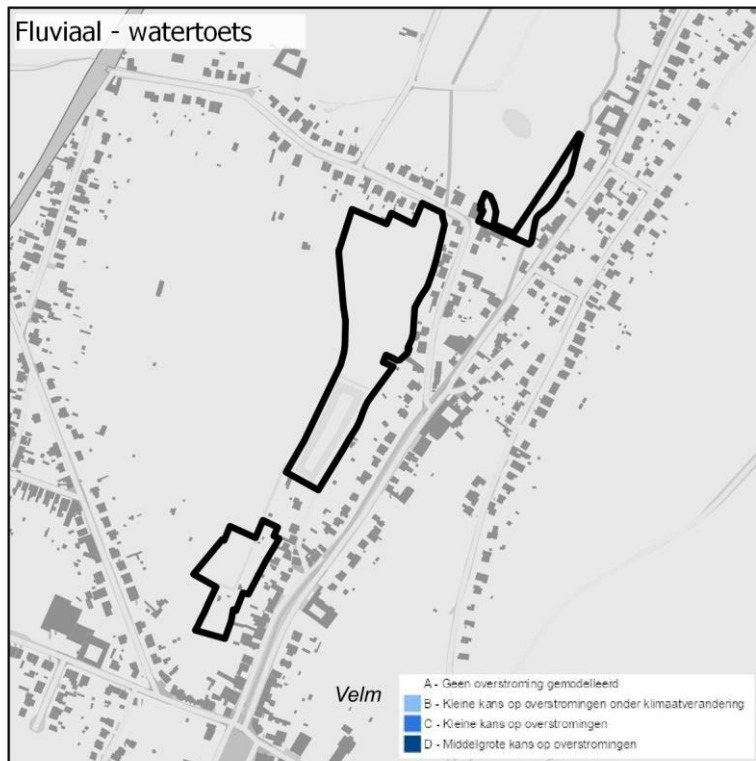 Fluviaal - watertoets
Velm
A - Geen overstroming gemodelleerd
B - Kleine kans op overstromingen onder klimaatverandering
C - Kleine kans op overstromingen
D - Middelgrote kans op overstromingen